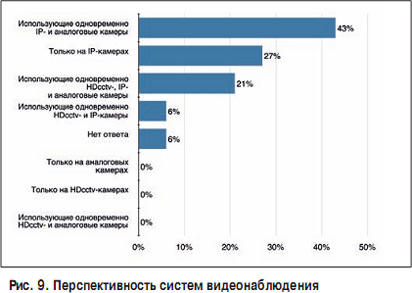 Использующие одновременно
IP- и аналоговые камеры
43%
Только на IP-камерах
27%
Использующие одновременно
HDcctv-, IP-
и аналоговые камеры
21%
Использующие одновременно
HDcctv- и IP-камеры
6%
Нет ответа
6%
Только на аналоговых
камерах
0%
Только на HDcctv-камерах
0%
Использующие одновременно
HDcctv- и аналоговые камеры
0%
0% 10% 20% 30% 40% 50%
Рис. 9. Перспективность систем видеонаблюдения